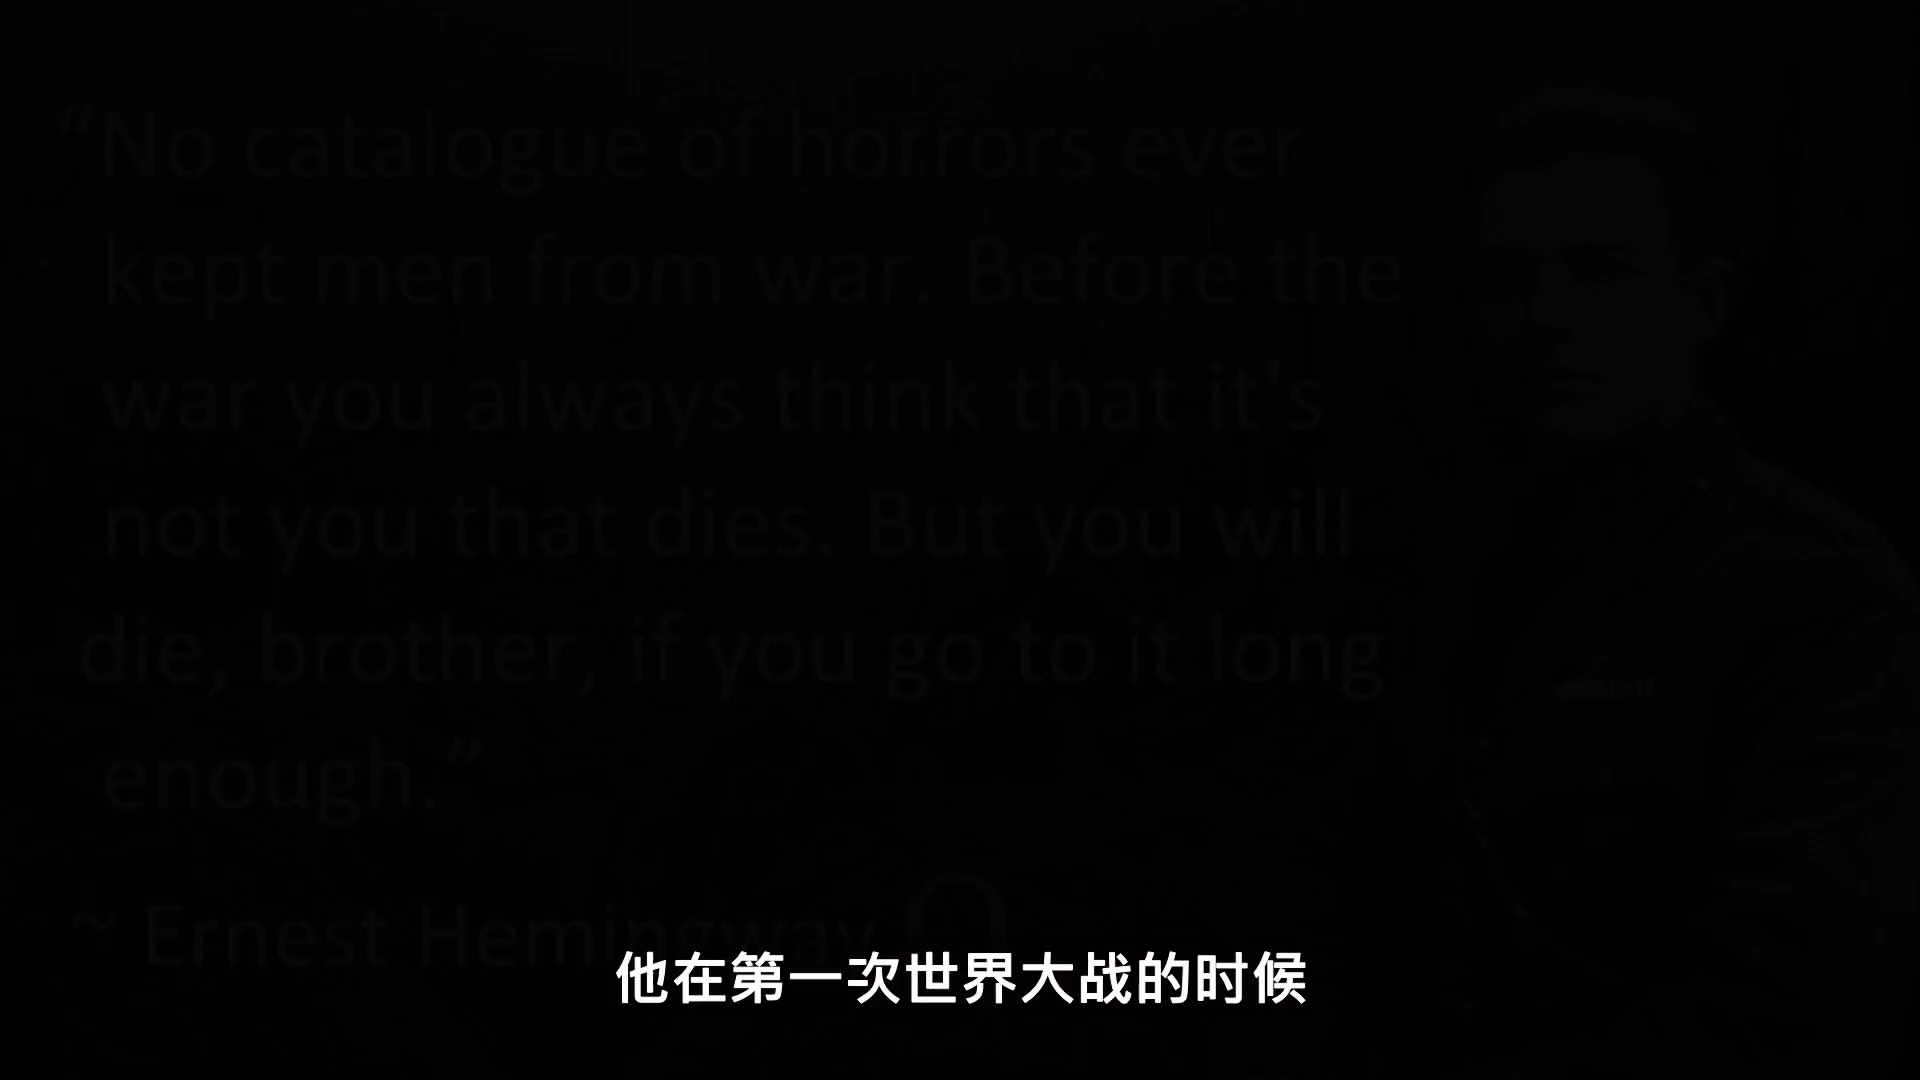 “No catalogue of horrors ever
kept men from war. Before the
war you always think that it's
not you that dies. But you will
die, brother, if you go to it long
enough.”
~ Ernest Hemingway
他在第一次世界大战的时候